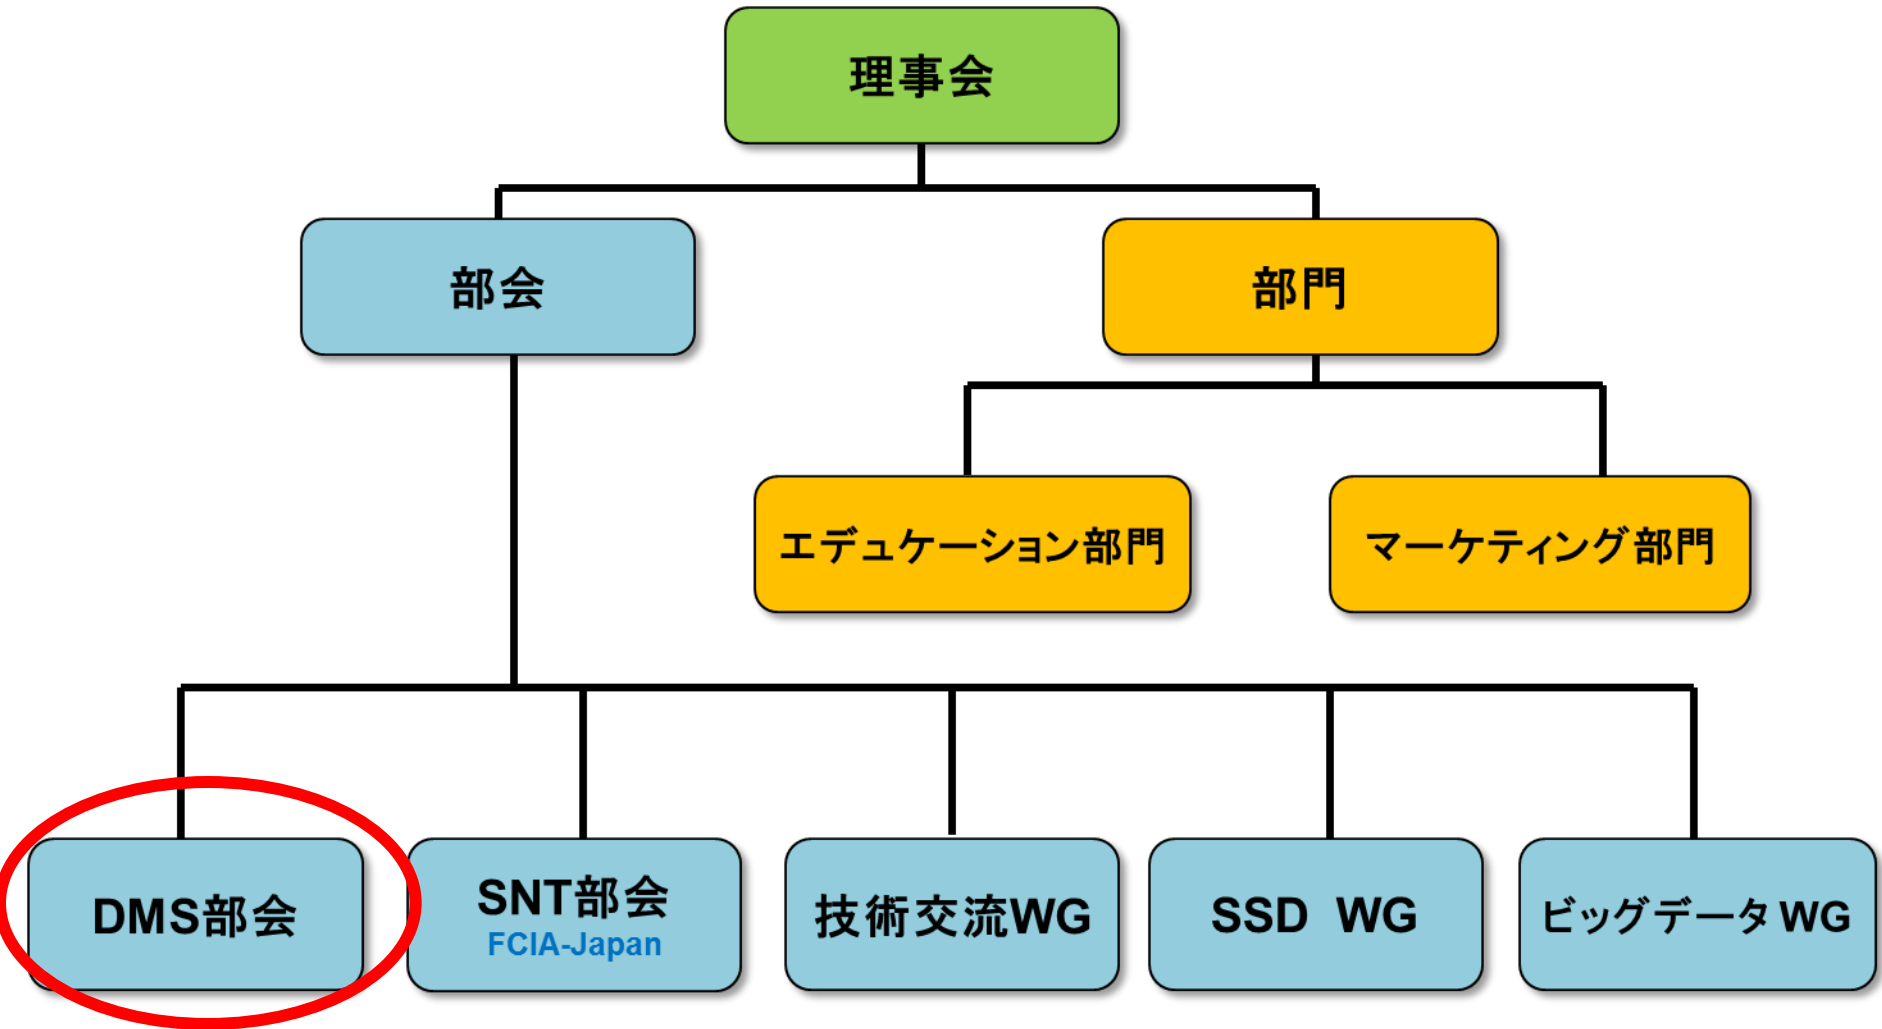 理事会
部会
部門
エデュケーション部門
マーケティング部門
DMS部会
SNT部会
FCIA-Japan
技術交流WG
SSD WG
ビッグデータWG